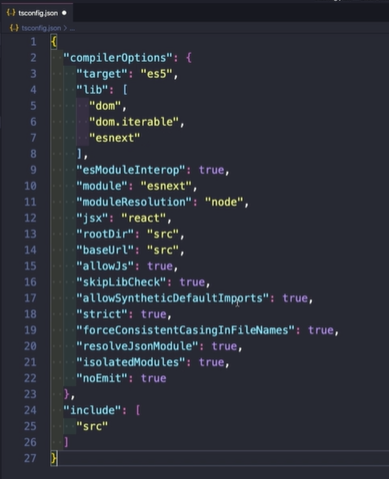 tsconfig.json
tsconfig.json > ...
1 {
2 "compilerOptions": {
3 "target": "es5",
4 "lib": [
5 "dom",
6 "dom.iterable",
7 "esnext"
8 ],
9 "esModuleInterop": true,
10 "module": "esnext",
11 "moduleResolution": "node",
12 "jsx": "react",
13 "rootDir": "src",
14 "baseUrl": "src",
15 "allowJs": true,
16 "skipLibCheck": true,
17 "allowSyntheticDefaultImports": true,
18 "strict": true,
19 "forceConsistentCasingInFileNames": true,
20 "resolveJsonModule": true,
21 "isolatedModules": true,
22 "noEmit": true
23 },
24 "include": [
25 "src"
26 ]
27 }